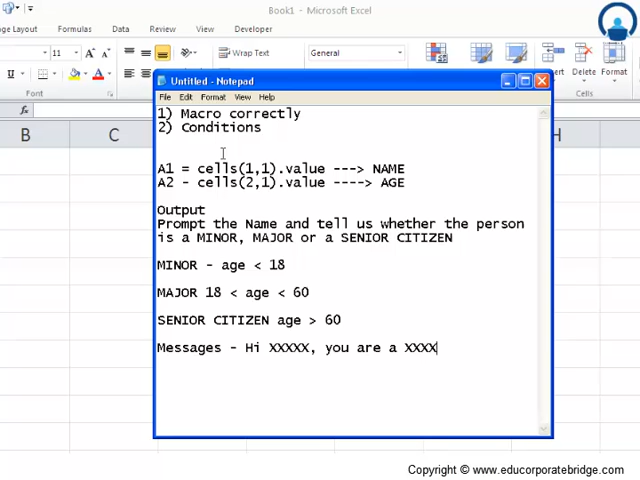 Book1 - Microsoft Excel
ge Layout Formulas Data Review View Developer
11 A A Wrap Text General
U A Delete Format
fx
B C H
Untitled - Notepad
File Edit Format View Help
1) Macro correctly
2) Conditions
A1 = cells(1,1).value ---> NAME
A2 - cells(2,1).value ----> AGE
Output
Prompt the Name and tell us whether the person
is a MINOR, MAJOR or a SENIOR CITIZEN
MINOR - age < 18
MAJOR 18 < age < 60
SENIOR CITIZEN age > 60
Messages - Hi XXXXX, you are a XXXX
Copyright © www.educorporatebridge.com